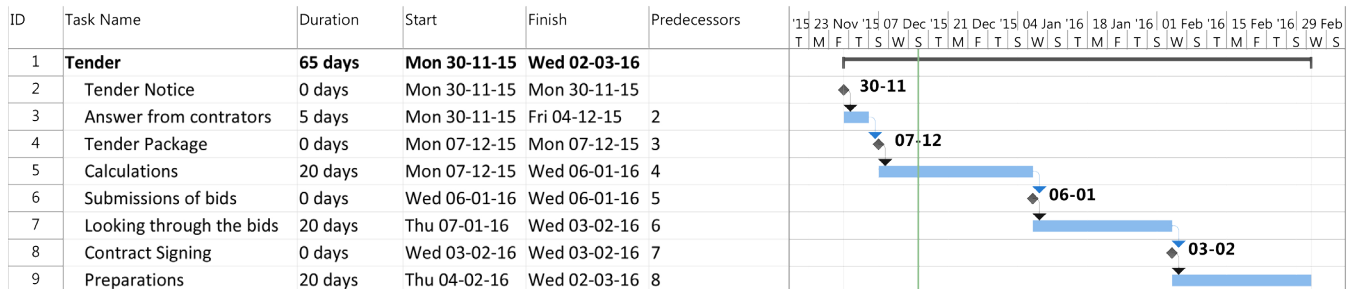 ID Task Name Duration Start Finish Predecessors '15 23 Nov '15 07 Dec '15 21 Dec '15 04 Jan '16 18 Jan '16 01 Feb '16 15 Feb '16 29 Feb
T M F T S W S T M F T S W S T M F T S W S T M F T S W S
1 Tender 65 days Mon 30-11-15 Wed 02-03-16
2 Tender Notice 0 days Mon 30-11-15 Mon 30-11-15 30-11
3 Answer from contrators 5 days Mon 30-11-15 Fri 04-12-15 2
4 Tender Package 0 days Mon 07-12-15 Mon 07-12-15 3 07-12
5 Calculations 20 days Mon 07-12-15 Wed 06-01-16 4
6 Submissions of bids 0 days Wed 06-01-16 Wed 06-01-16 5 06-01
7 Looking through the bids 20 days Thu 07-01-16 Wed 03-02-16 6
8 Contract Signing 0 days Wed 03-02-16 Wed 03-02-16 7 03-02
9 Preparations 20 days Thu 04-02-16 Wed 02-03-16 8